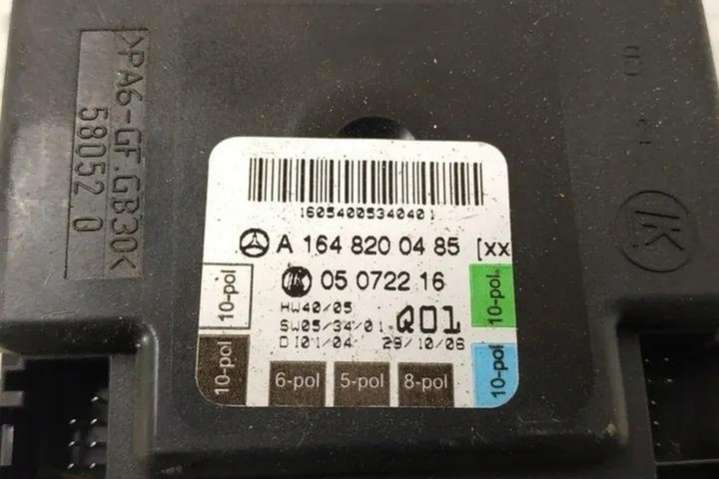 >PA6-GF.GB30<
58052.0
16054005340401
A 164 820 04 85 [xx
05 0722 16
10-pol
HW40/05
SW05/34/01
Q01
DI01/04 29/10/06
10-pol
10-pol
6-pol 5-pol 8-pol
10-pol